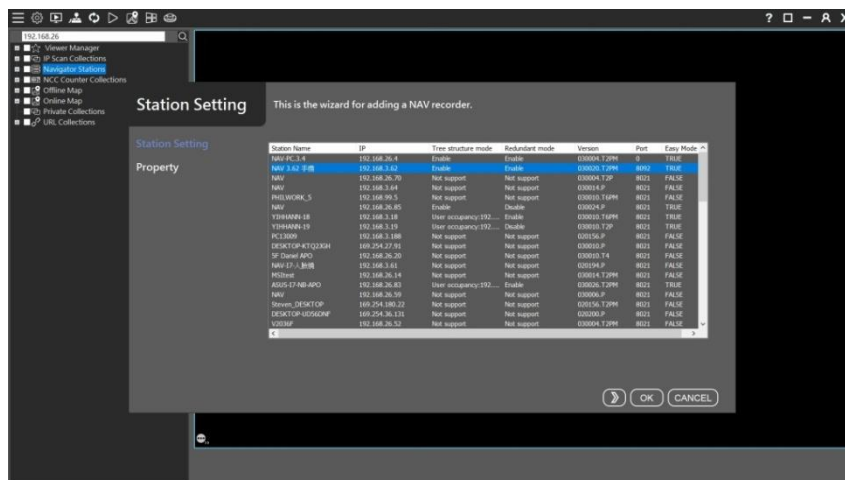 192.168.26
Viewer Manager
IP Scan Collections
Navigator Stations
NCC Counter Collections
Offline Map
Online Map
Private Collections
URL Collections
Station Setting
This is the wizard for adding a NAV recorder.
Station Setting
Property
Station Name IP Tree structure mode Redundant mode Version Port Easy Mode
NAV-PC.3.4 192.168.26.4 Enable Enable 030004.T2PM 0 TRUE
NAV 3.62 192.168.3.62 Enable Enable 030020.T2PM 8092 TRUE
NAV 192.168.26.70 Not support Not support 030004.T2P 8021 FALSE
NAV 192.168.3.64 Not support Not support 030014.P 8021 FALSE
PHILWORK_5 192.168.99.5 Not support Not support 030010.T6PM 8021 FALSE
NAV 192.168.26.85 Enable Disable 030024.P 8021 TRUE
YIHHANN-18 192.168.3.18 User occupancy:192.... Enable 030010.T6PM 8021 TRUE
YIHHANN-19 192.168.3.19 User occupancy:192.... Disable 030010.T2P 8021 TRUE
PC13009 192.168.3.188 Not support Not support 020156.P 8021 FALSE
DESKTOP-KTQ23GH 169.254.27.91 Not support Not support 030010.P 8021 FALSE
SF Daniel APO 192.168.26.20 Not support Not support 030010.T4 8021 FALSE
NAV-I7- 192.168.3.61 Not support Not support 020194.P 8021 FALSE
MSItest 192.168.26.14 Not support Not support 030014.T2PM 8021 FALSE
ASUS-I7-NB-APO 192.168.26.83 User occupancy:192.... Enable 030026.T2PM 8021 TRUE
NAV 192.168.26.59 Not support Not support 030006.P 8021 FALSE
Steven_DESKTOP 169.254.180.22 Not support Not support 020156.T2PM 8021 FALSE
DESKTOP-UD56DNF 169.254.36.131 Not support Not support 020200.P 8021 FALSE
V2036F 192.168.26.52 Not support Not support 030004.T2PM 8021 FALSE
OK CANCEL